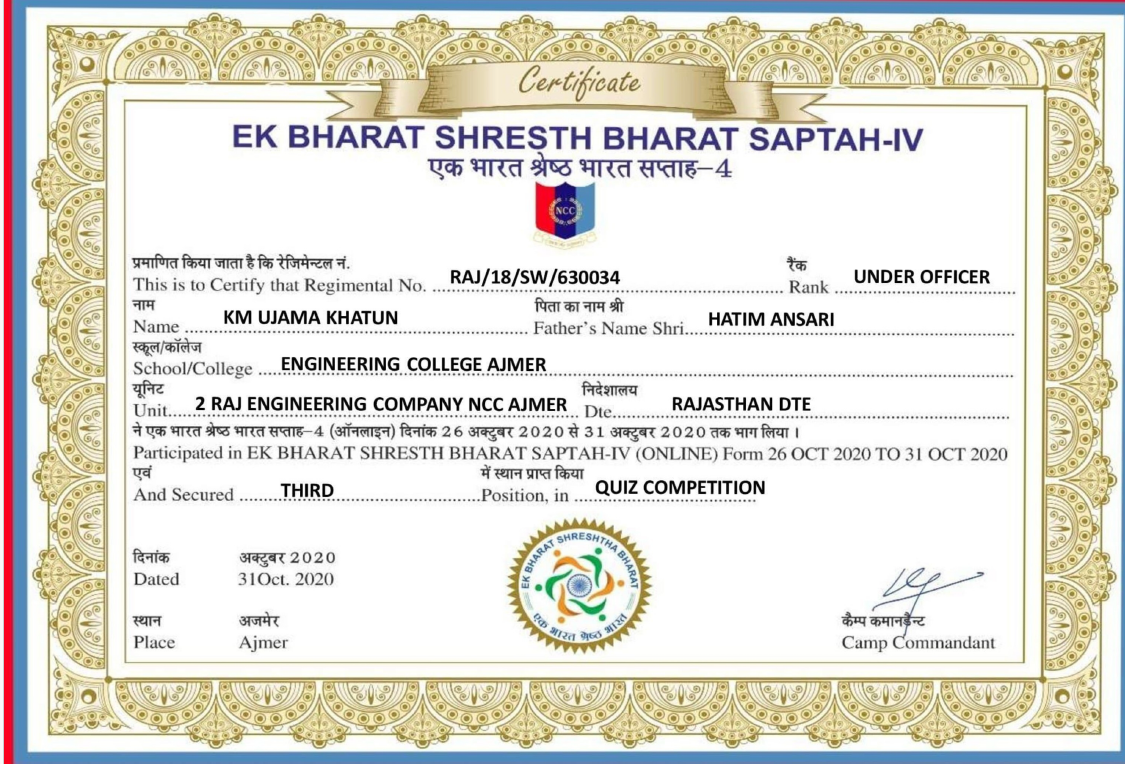 Certificate
EK BHARAT SHRESTH BHARAT SAPTAH-IV
एक भारत श्रेष्ठ भारत सप्ताह–4
NCC
प्रमाणित किया जाता है कि रेजिमेन्टल नं. रैंक
This is to Certify that Regimental No. RAJ/18/SW/630034 Rank UNDER OFFICER
नाम पिता का नाम श्री
Name KM UJAMA KHATUN Father's Name Shri HATIM ANSARI
स्कूल/कॉलेज
School/College ENGINEERING COLLEGE AJMER
यूनिट निदेशालय
Unit 2 RAJ ENGINEERING COMPANY NCC AJMER Dte RAJASTHAN DTE
ने एक भारत श्रेष्ठ भारत सप्ताह–4 (ऑनलाइन) दिनांक 26 अक्टुबर 2020 से 31 अक्टुबर 2020 तक भाग लिया ।
Participated in EK BHARAT SHRESTH BHARAT SAPTAH-IV (ONLINE) Form 26 OCT 2020 TO 31 OCT 2020
एवं में स्थान प्राप्त किया
And Secured THIRD Position, in QUIZ COMPETITION
EK BHARAT SHRESHTHA BHARAT
एक भारत श्रेष्ठ भारत
दिनांक अक्टुबर 2020
Dated 31Oct. 2020
स्थान अजमेर
Place Ajmer
कैम्प कमानडैन्ट
Camp Commandant